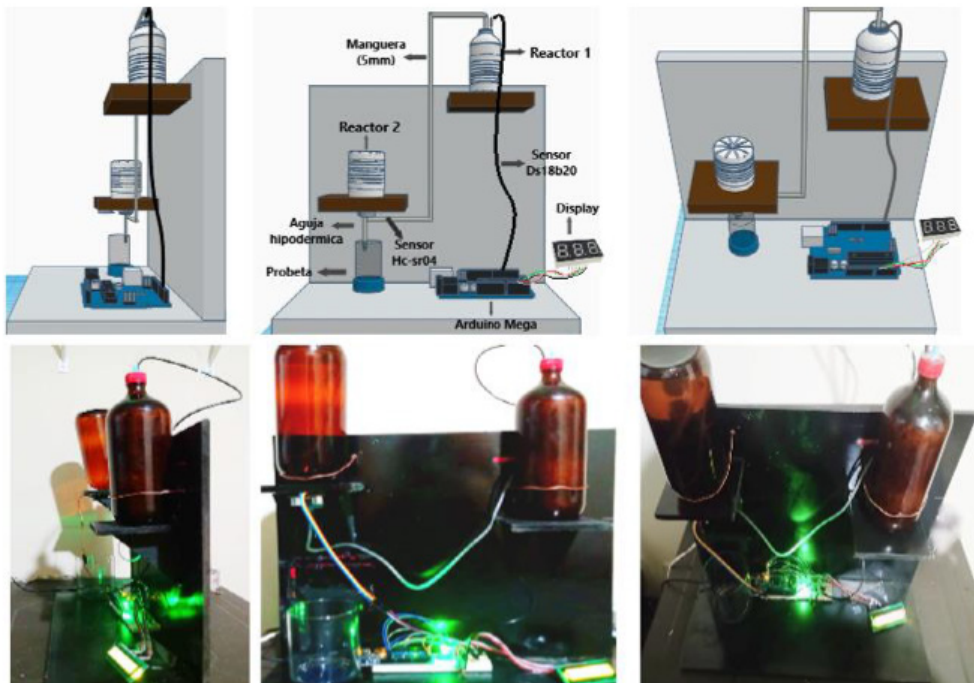 Manguera
(5mm)
Reactor 1
Reactor 2
Sensor
Ds18b20
Display
Aguja
hipodermica
Sensor
Hc-sr04
Probeta
Arduino Mega